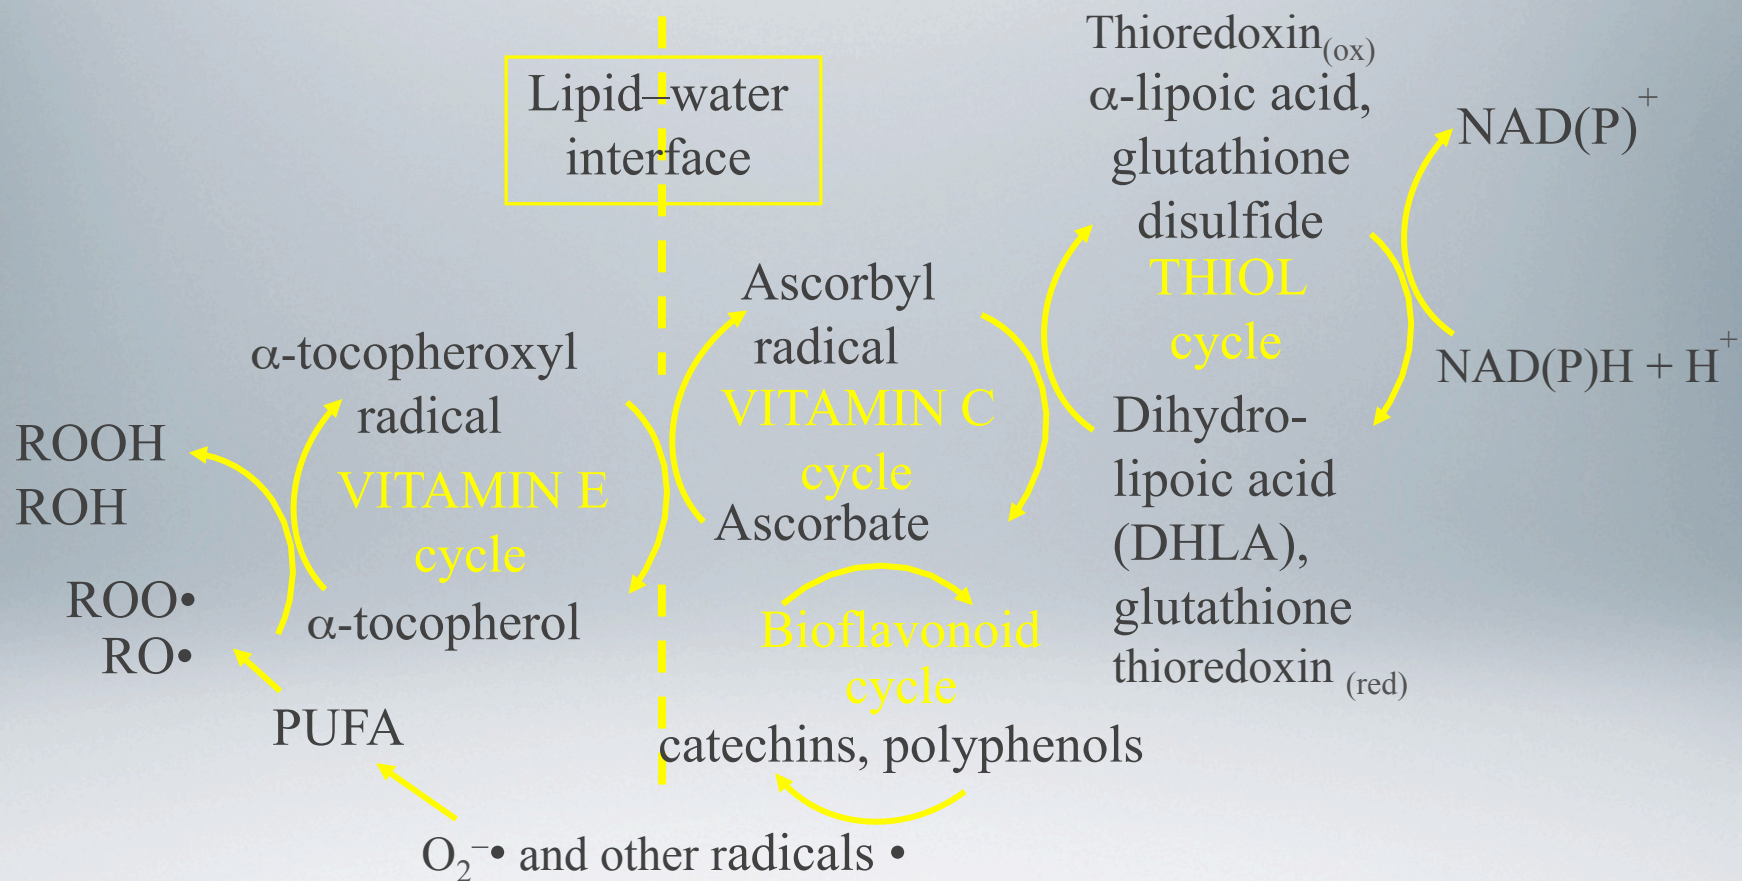 Lipid–water
interface
Thioredoxin(ox)
α-lipoic acid,
glutathione
disulfide
THIOL
cycle
NAD(P)+
NAD(P)H + H+
Dihydro-
lipoic acid
(DHLA),
glutathione
thioredoxin (red)
Ascorbyl
radical
VITAMIN C
cycle
Ascorbate
Bioflavonoid
cycle
catechins, polyphenols
α-tocopheroxyl
radical
VITAMIN E
cycle
α-tocopherol
ROOH
ROH
ROO•
RO•
PUFA
O2–• and other radicals •